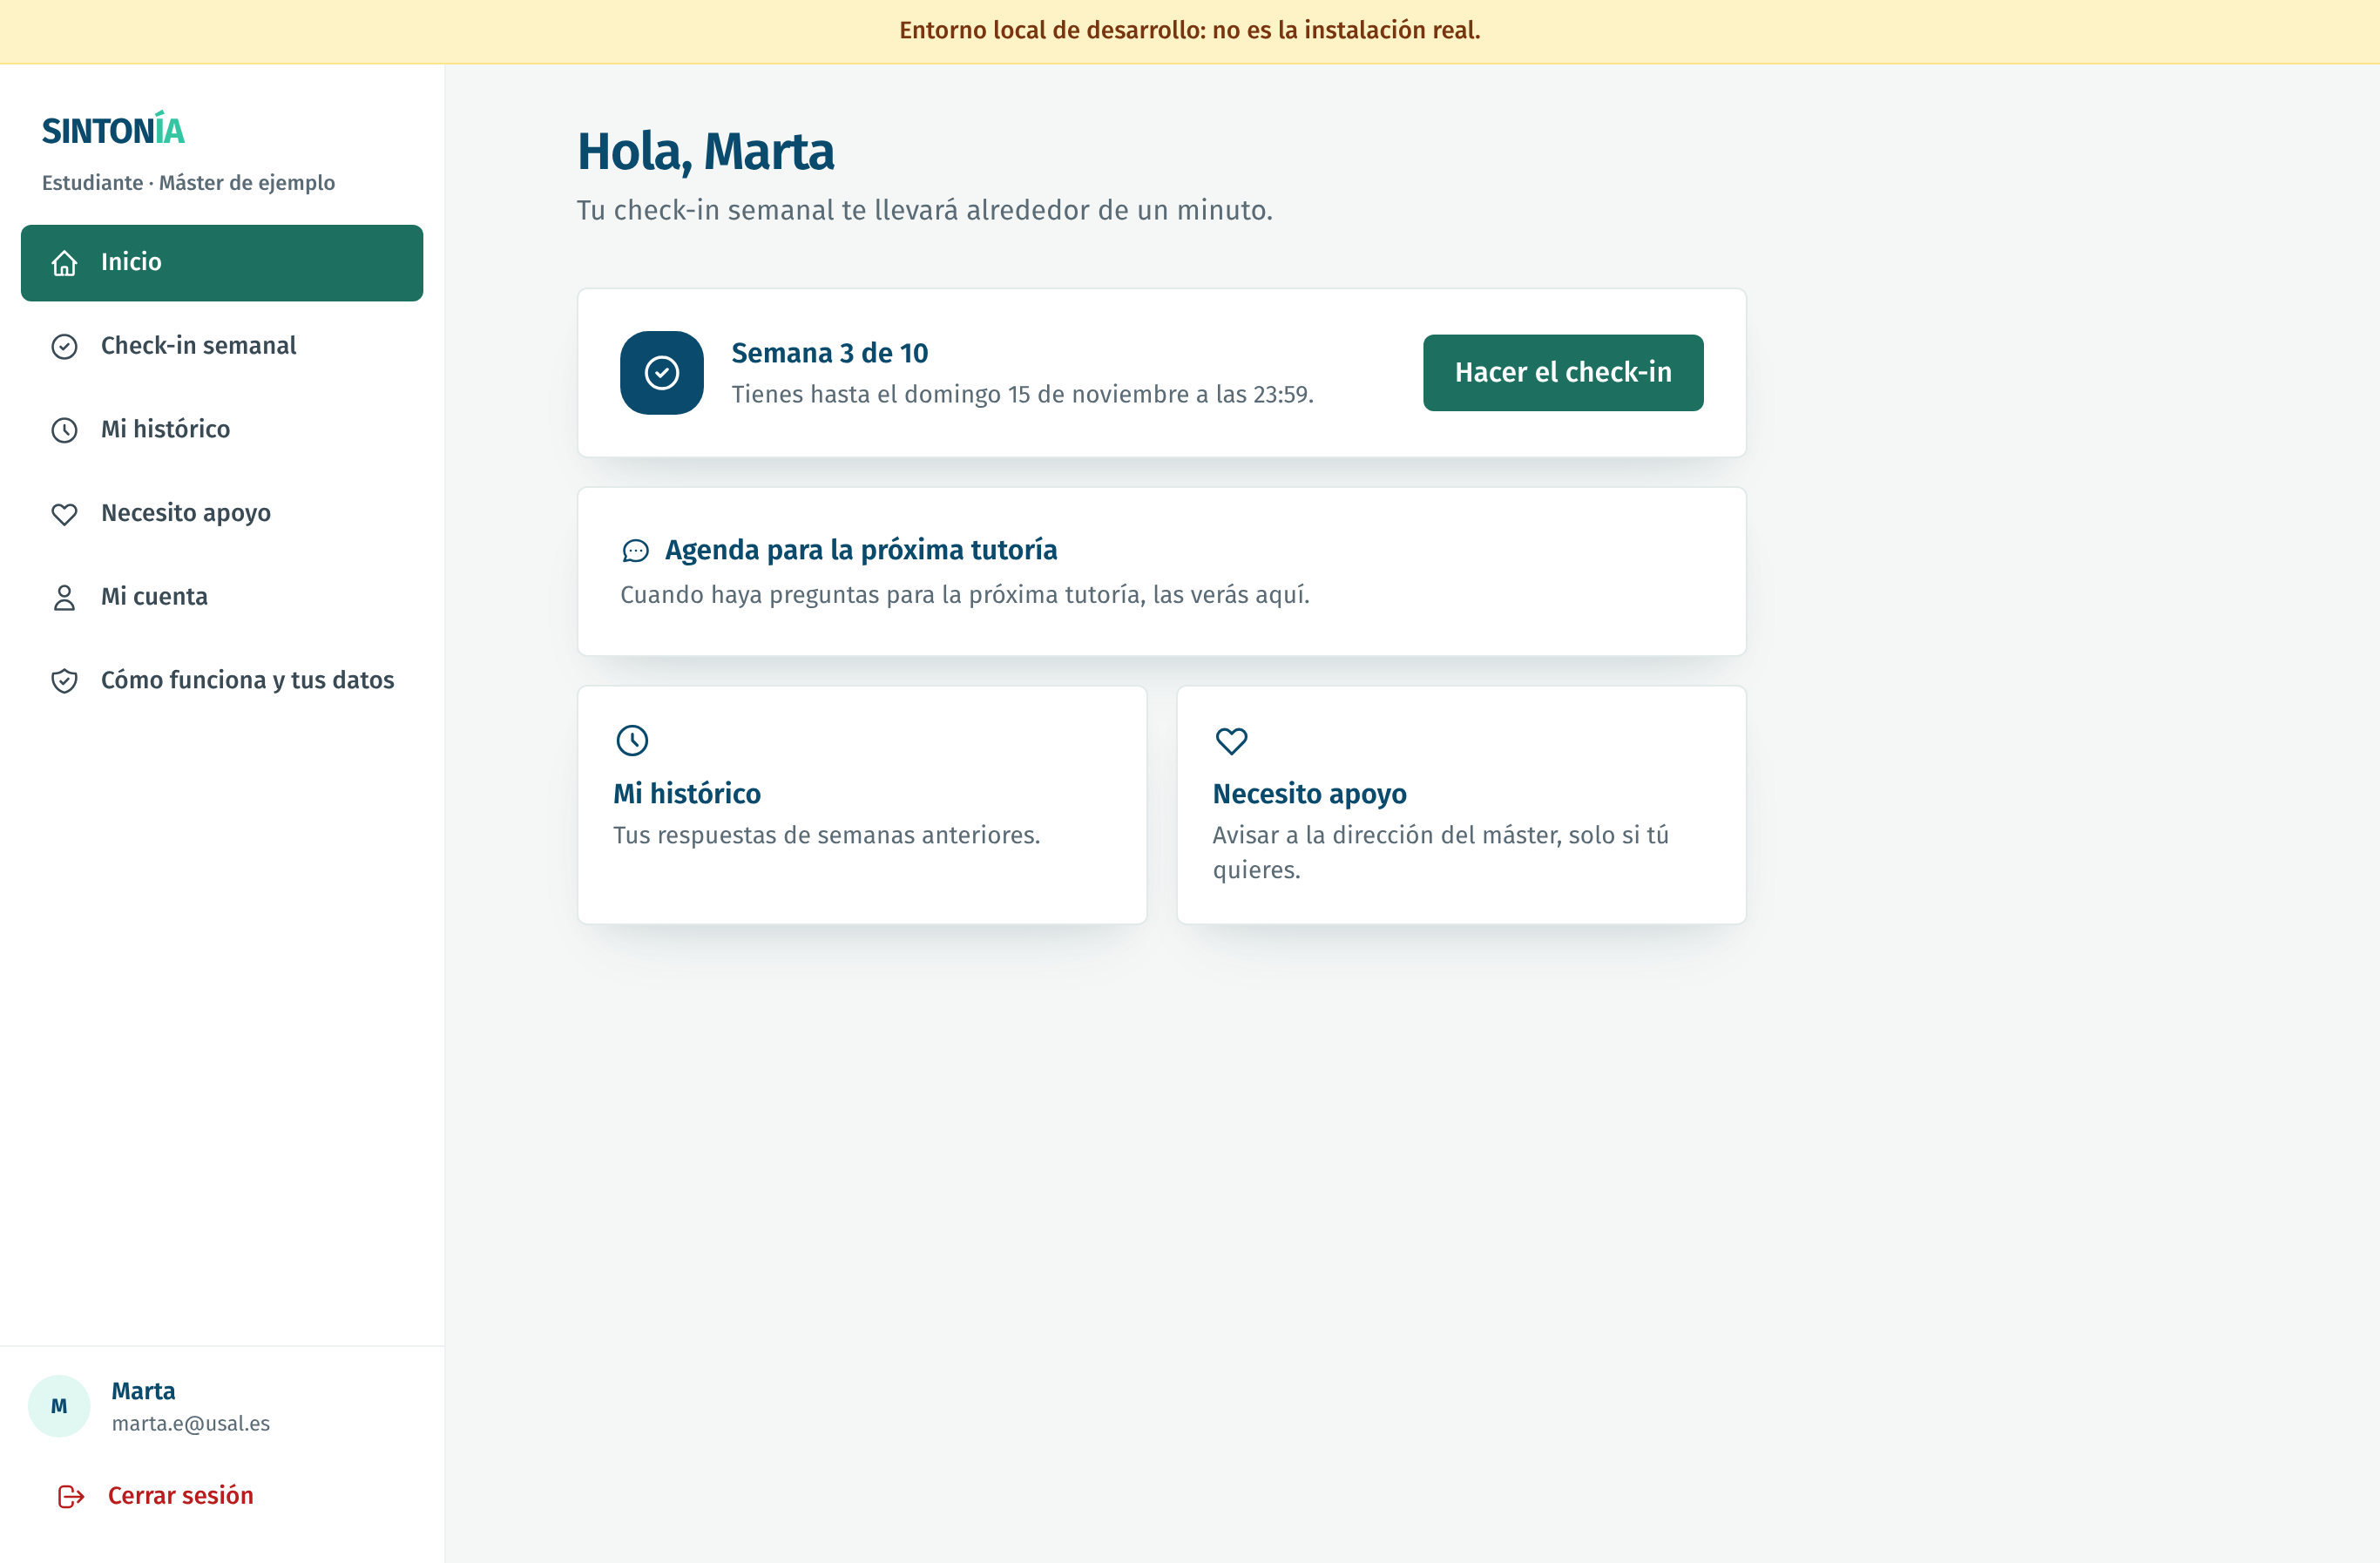 Entorno local de desarrollo: no es la instalación real.
SINTONÍA
Estudiante · Máster de ejemplo
Inicio
Check-in semanal
Mi histórico
Necesito apoyo
Mi cuenta
Cómo funciona y tus datos
Marta
M
marta.e@usal.es
Cerrar sesión
Hola, Marta
Tu check-in semanal te llevará alrededor de un minuto.
Semana 3 de 10
Tienes hasta el domingo 15 de noviembre a las 23:59.
Hacer el check-in
Agenda para la próxima tutoría
Cuando haya preguntas para la próxima tutoría, las verás aquí.
Mi histórico
Tus respuestas de semanas anteriores.
Necesito apoyo
Avisar a la dirección del máster, solo si tú
quieres.